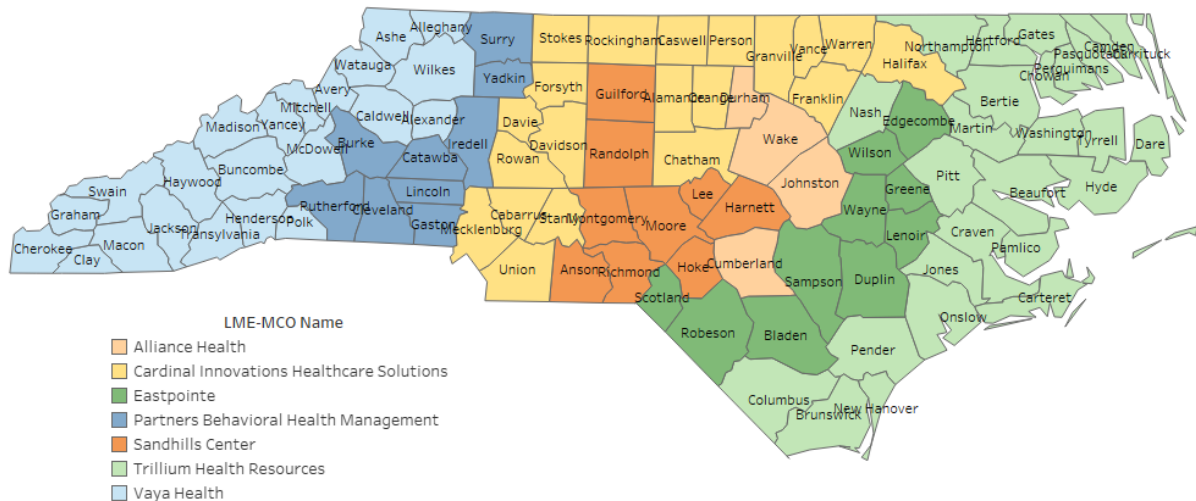 Alleghany
Ashe
Surry
Stokes
Rockingham
Caswell
Person
Granville
Vance
Warren
Northampton
Hertford
Gates
Pasquotank
Camden
Currituck
Perquimans
Chowan
Halifax
Watauga
Wilkes
Yadkin
Forsyth
Guilford
Alamance
Orange
Durham
Franklin
Nash
Bertie
Avery
Mitchell
Yancey
Madison
Caldwell
Alexander
Davie
Davidson
Edgecombe
Martin
Washington
Tyrrell
Dare
McDowell
Burke
Iredell
Catawba
Rowan
Randolph
Chatham
Wake
Wilson
Buncombe
Haywood
Swain
Graham
Lincoln
Johnston
Greene
Pitt
Beaufort
Hyde
Cherokee
Clay
Macon
Jackson
Transylvania
Henderson
Polk
Rutherford
Cleveland
Gaston
Mecklenburg
Cabarrus
Stanly
Montgomery
Moore
Lee
Harnett
Wayne
Lenoir
Craven
Pamlico
Union
Anson
Richmond
Hoke
Cumberland
Sampson
Duplin
Jones
Carteret
Onslow
Scotland
Robeson
Bladen
Pender
Columbus
Brunswick
New Hanover
LME-MCO Name
Alliance Health
Cardinal Innovations Healthcare Solutions
Eastpointe
Partners Behavioral Health Management
Sandhills Center
Trillium Health Resources
Vaya Health